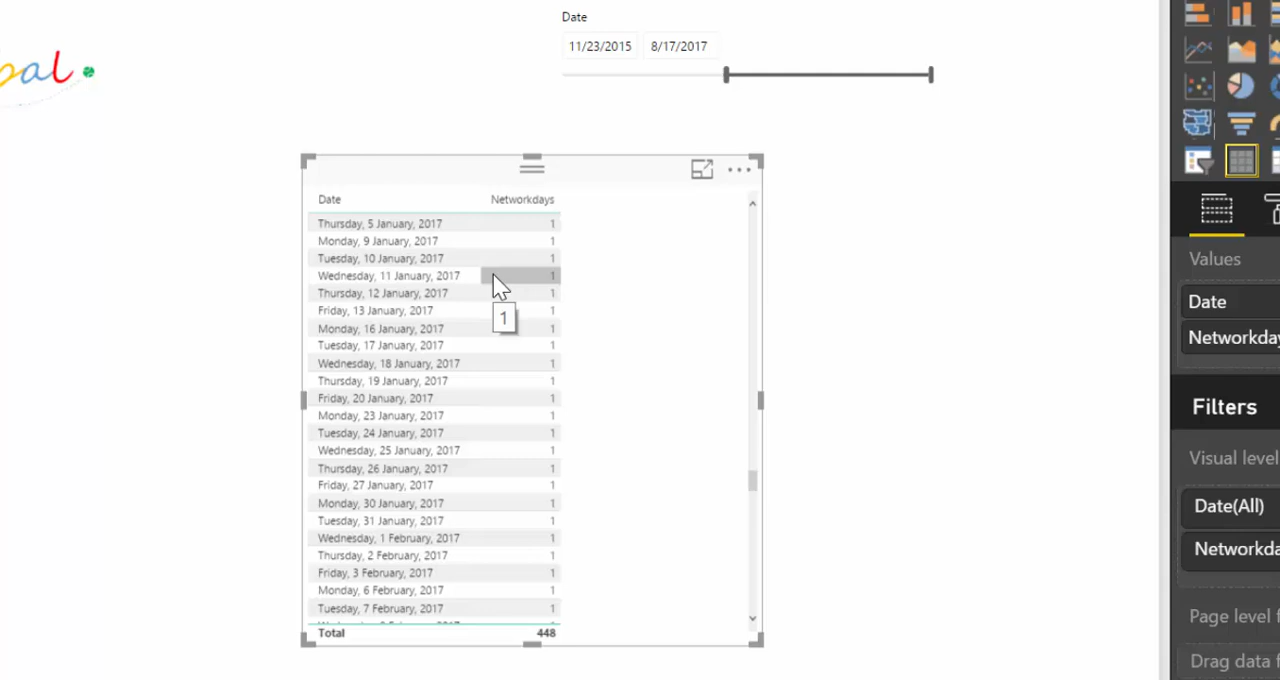 Date
11/23/2015 8/17/2017
bal.
Date Networkdays
Thursday, 5 January, 2017 1
Monday, 9 January, 2017 1
Tuesday, 10 January, 2017 1
Wednesday, 11 January, 2017 1
Thursday, 12 January, 2017 1
Friday, 13 January, 2017 1
1
Monday, 16 January, 2017 1
Tuesday, 17 January, 2017 1
Wednesday, 18 January, 2017 1
Thursday, 19 January, 2017 1
Friday, 20 January, 2017 1
Monday, 23 January, 2017 1
Tuesday, 24 January, 2017 1
Wednesday, 25 January, 2017 1
Thursday, 26 January, 2017 1
Friday, 27 January, 2017 1
Monday, 30 January, 2017 1
Tuesday, 31 January, 2017 1
Wednesday, 1 February, 2017 1
Thursday, 2 February, 2017 1
Friday, 3 February, 2017 1
Monday, 6 February, 2017 1
Tuesday, 7 February, 2017 1
Total 448
Values
Date
Networkday
Filters
Visual level
Date(All)
Networkda
Page level f
Drag data f